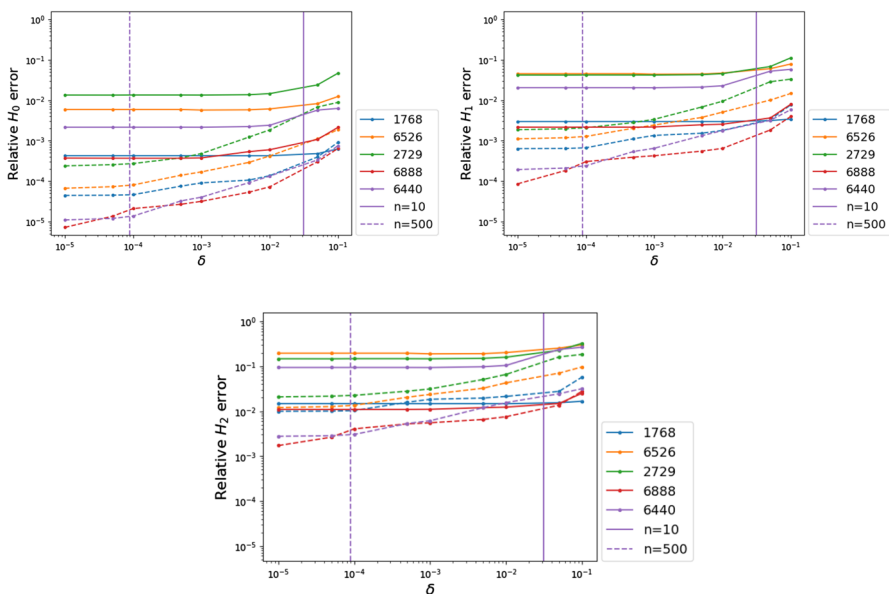 Relative H₀ error
10⁰
10⁻¹
10⁻²
10⁻³
10⁻⁴
10⁻⁵
10⁻⁵ 10⁻⁴ 10⁻³ 10⁻² 10⁻¹
δ
1768
6526
2729
6888
6440
n=10
n=500
Relative H₁ error
10⁰
10⁻¹
10⁻²
10⁻³
10⁻⁴
10⁻⁵
10⁻⁵ 10⁻⁴ 10⁻³ 10⁻² 10⁻¹
δ
1768
6526
2729
6888
6440
n=10
n=500
Relative H₂ error
10⁰
10⁻¹
10⁻²
10⁻³
10⁻⁴
10⁻⁵
10⁻⁵ 10⁻⁴ 10⁻³ 10⁻² 10⁻¹
δ
1768
6526
2729
6888
6440
n=10
n=500